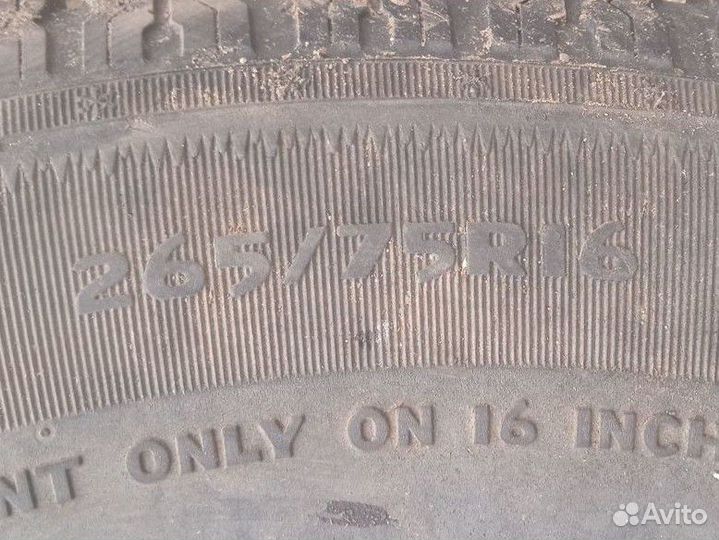 265/75R16
NT ONLY ON 16 INCH
Avito